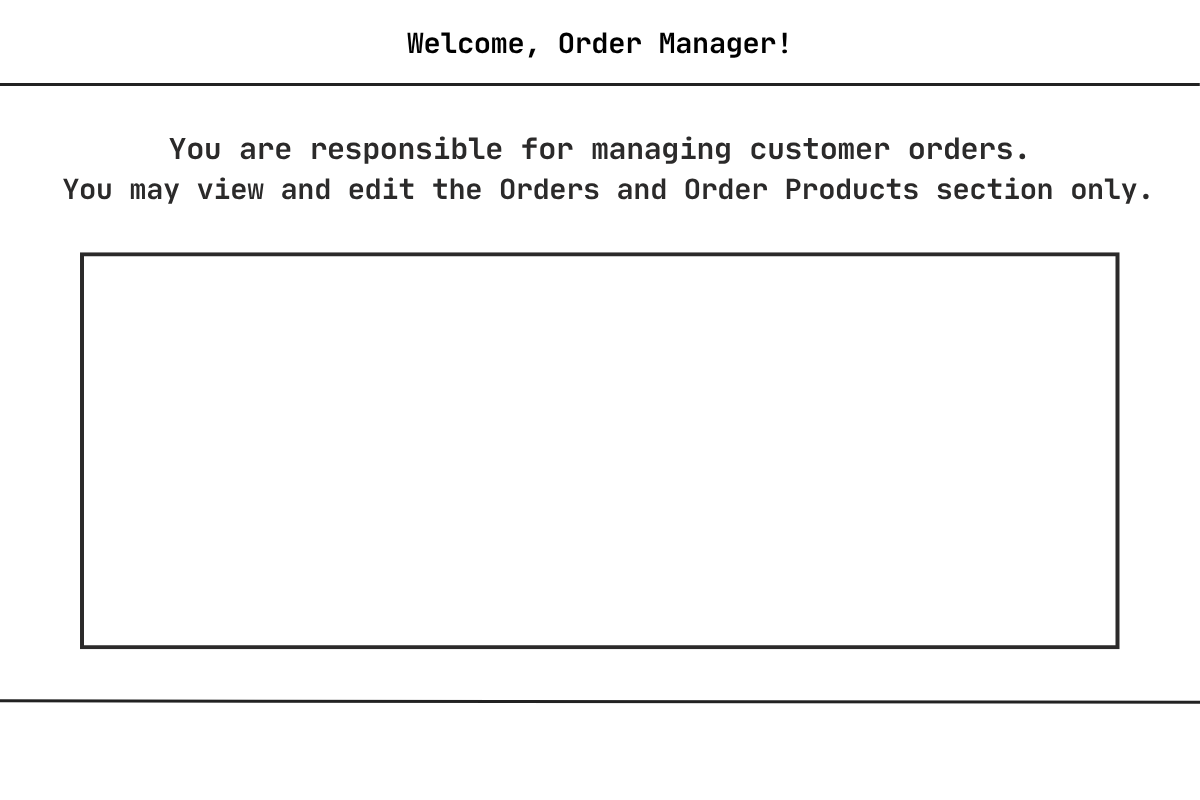 Welcome, Order Manager!
You are responsible for managing customer orders.
You may view and edit the Orders and Order Products section only.